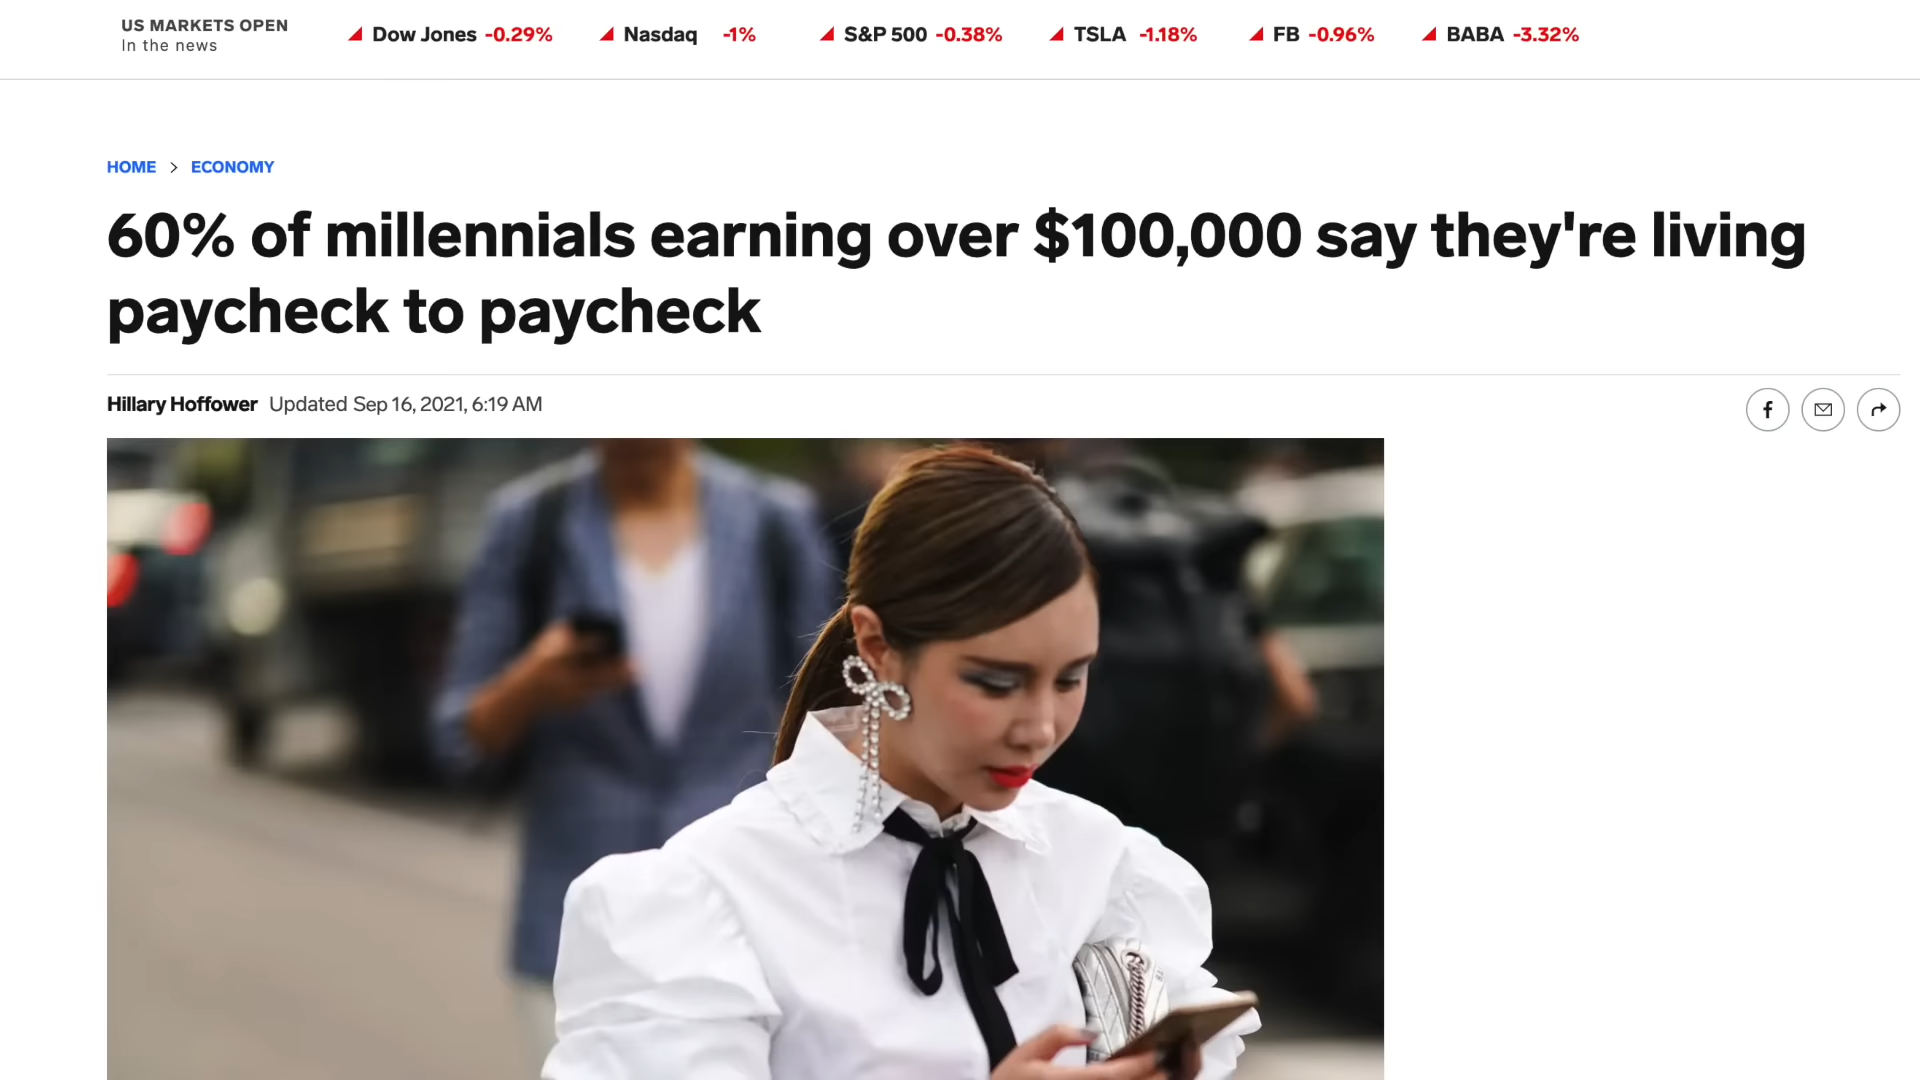 US MARKETS OPEN
In the news
Dow Jones -0.29% Nasdaq -1% S&P 500 -0.38% TSLA -1.18% FB -0.96% BABA -3.32%
HOME > ECONOMY
60% of millennials earning over $100,000 say they're living
paycheck to paycheck
Hillary Hoffower Updated Sep 16, 2021, 6:19 AM